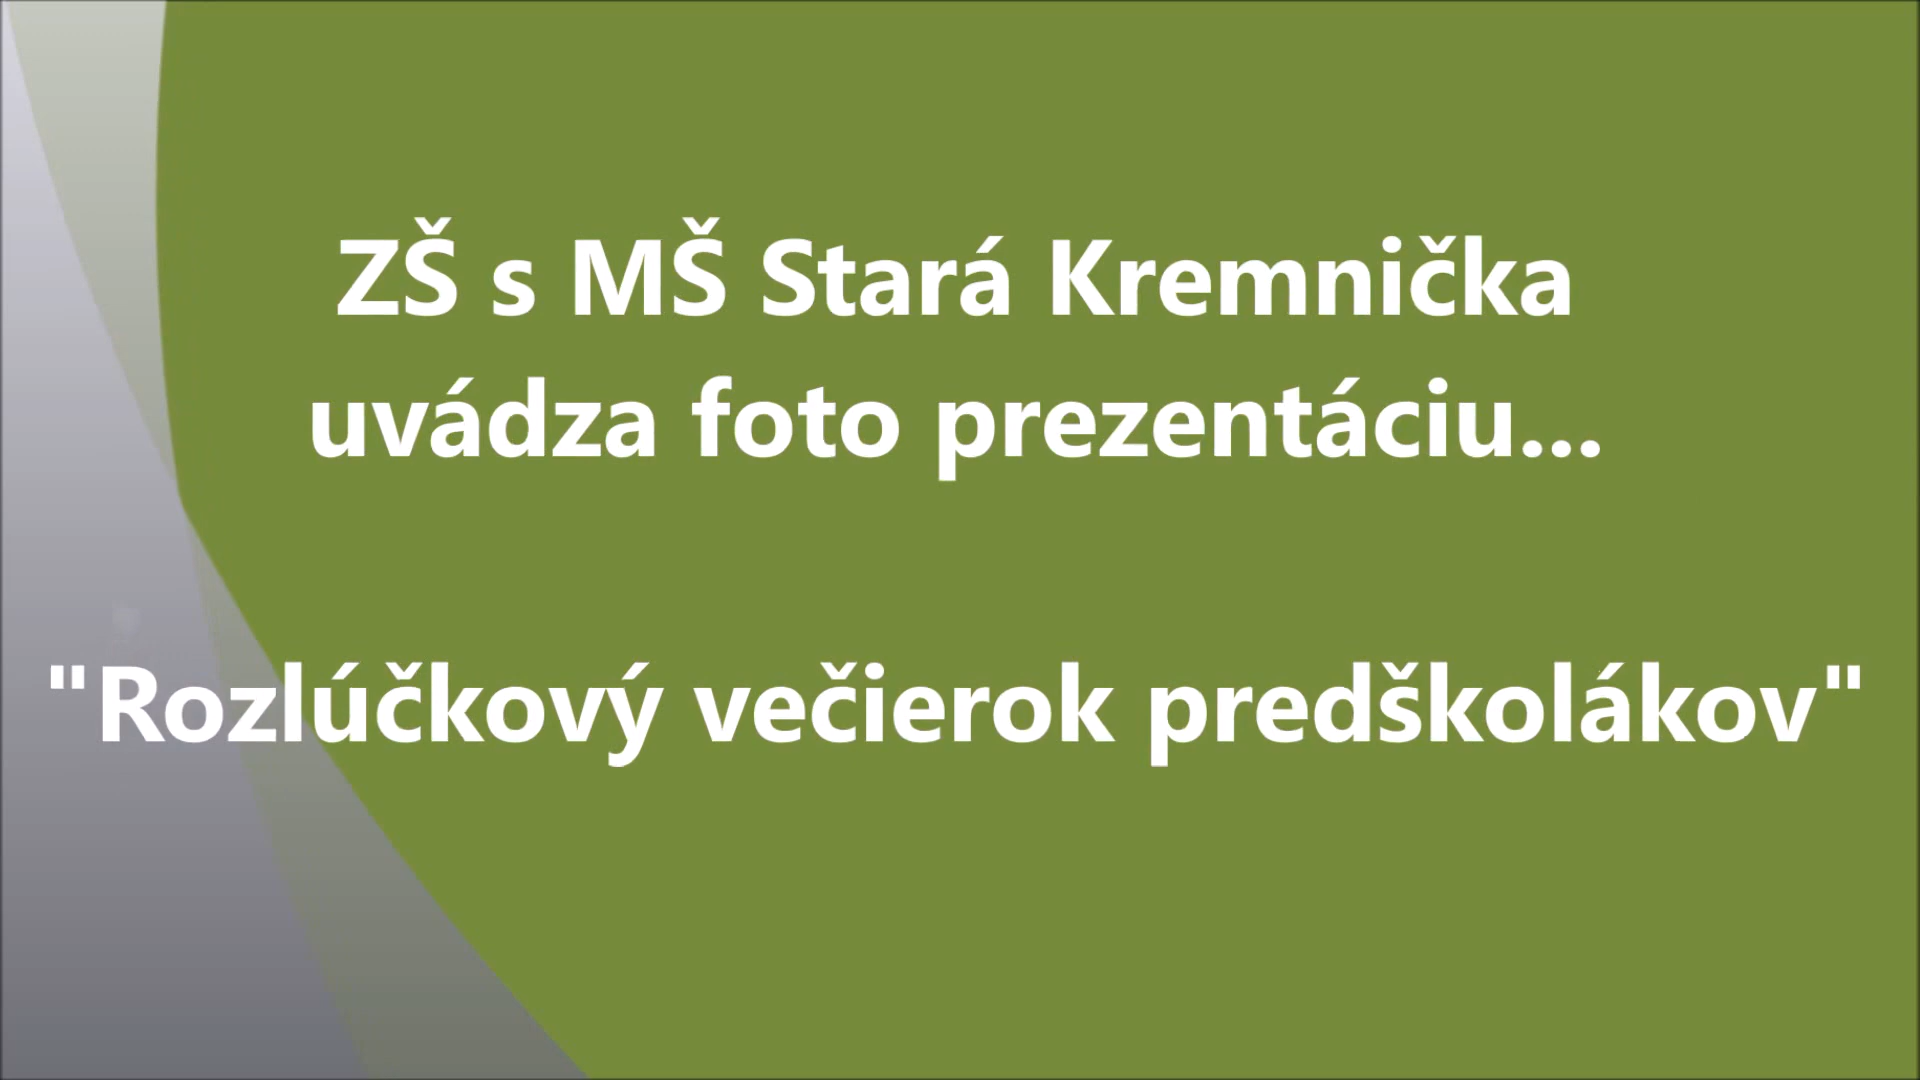 ZŠ s MŠ Stará Kremnička
uvádza foto prezentáciu...
"Rozlúčkový večierok predškolákov"